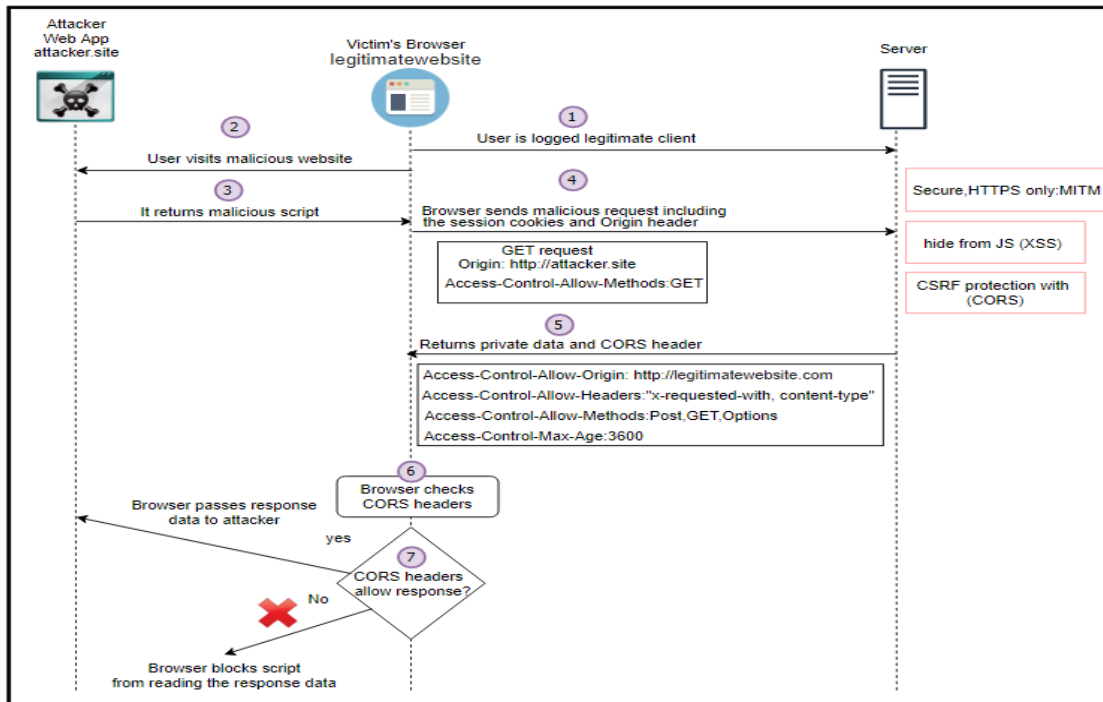 Attacker
Web App
attacker.site
Victim's Browser
legitimatewebsite
Server
1
User is logged legitimate client
2
User visits malicious website
3
It returns malicious script
4
Browser sends malicious request including
the session cookies and Origin header
GET request
Origin: http://attacker.site
Access-Control-Allow-Methods:GET
Secure,HTTPS only:MITM
hide from JS (XSS)
CSRF protection with
(CORS)
5
Returns private data and CORS header
Access-Control-Allow-Origin: http://legitimatewebsite.com
Access-Control-Allow-Headers:"x-requested-with, content-type"
Access-Control-Allow-Methods:Post,GET,Options
Access-Control-Max-Age:3600
6
Browser checks
CORS headers
Browser passes response
data to attacker
yes
7
CORS headers
allow response?
No
Browser blocks script
from reading the response data